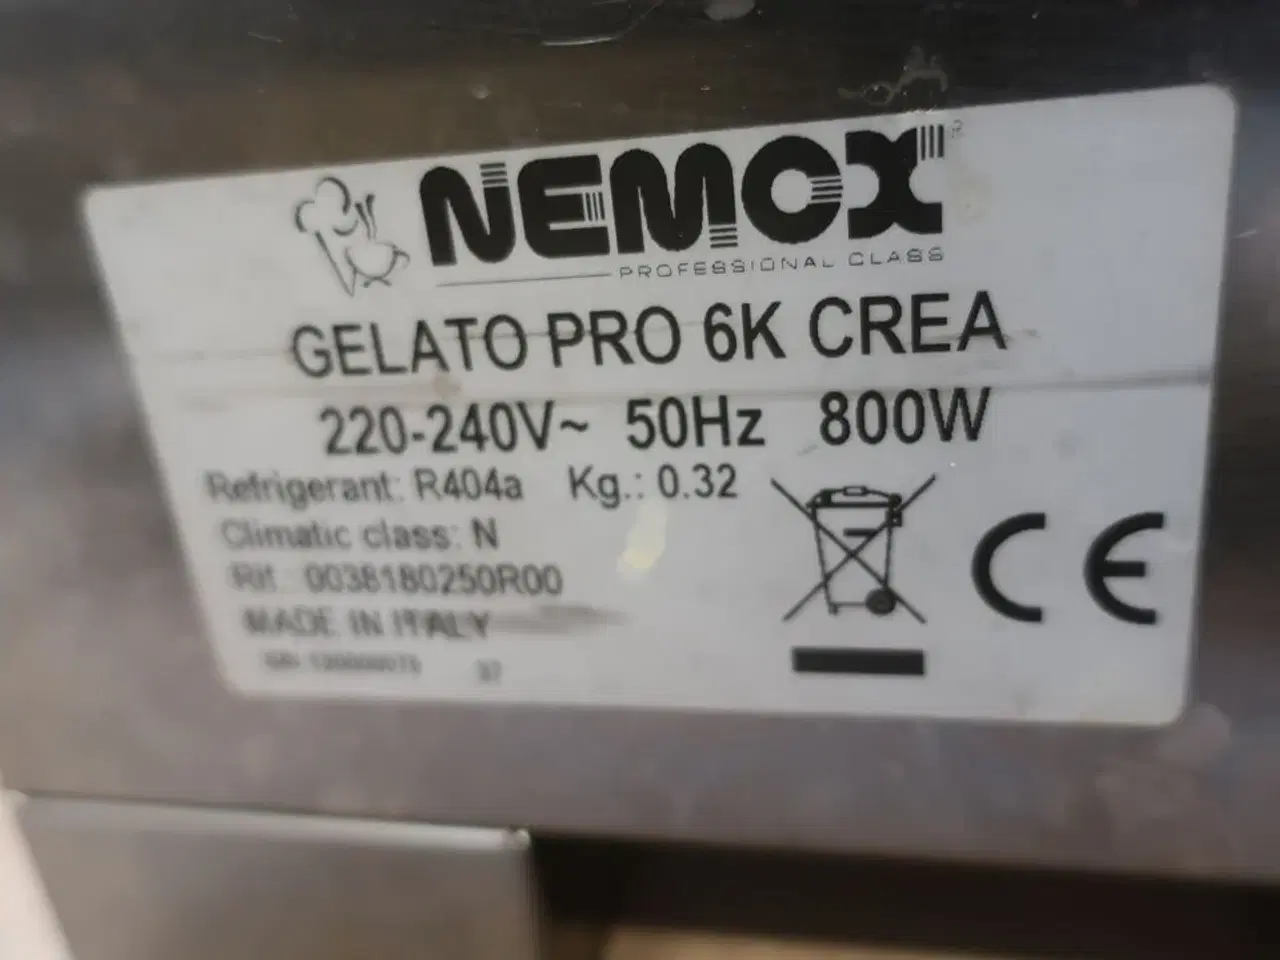 NEMOX®
PROFESSIONAL CLASS
GELATO PRO 6K CREA
220-240V~ 50Hz 800W
Refrigerant: R404a Kg.: 0.32
Climatic class: N
Rif.: 0038180250R00
MADE IN ITALY
CE